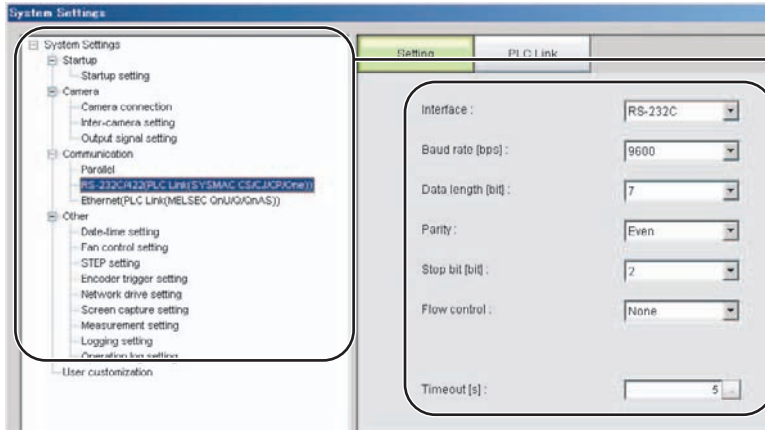 System Settings
System Settings
Startup
Startup setting
Camera
Camera connection
Inter-camera setting
Output signal setting
Communication
Parallel
RS-232C/422(PLC Link(SYSMAC CS/CJ/CP/One))
Ethernet(PLC Link(MELSEC QnU/Q/QnAS))
Other
Date-time setting
Fan control setting
STEP setting
Encoder trigger setting
Network drive setting
Screen capture setting
Measurement setting
Logging setting
Operation log setting
User customization
Setting PLC Link
Interface : RS-232C
Baud rate [bps] : 9600
Data length [bit] : 7
Parity : Even
Stop bit [bit] : 2
Flow control : None
Timeout [s] : 5 ...